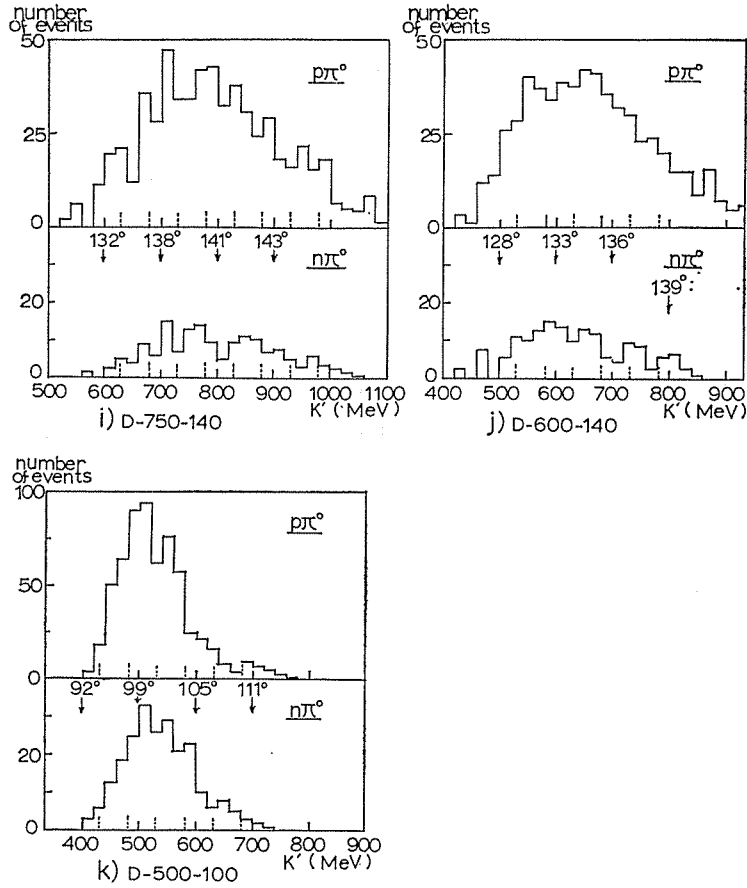 number of events
number of events
50
25
0
pπ°
132° 138° 141° 143°
nπ°
20
0
500 600 700 800 900 1000 1100
K' (MeV)
i) D-750-140
50
25
0
pπ°
128° 133° 136°
nπ°
139°
20
0
400 500 600 700 800 900
K' (MeV)
j) D-600-140
number of events
100
50
0
pπ°
92° 99° 105° 111°
nπ°
20
0
400 500 600 700 800 900
K' (MeV)
k) D-500-100